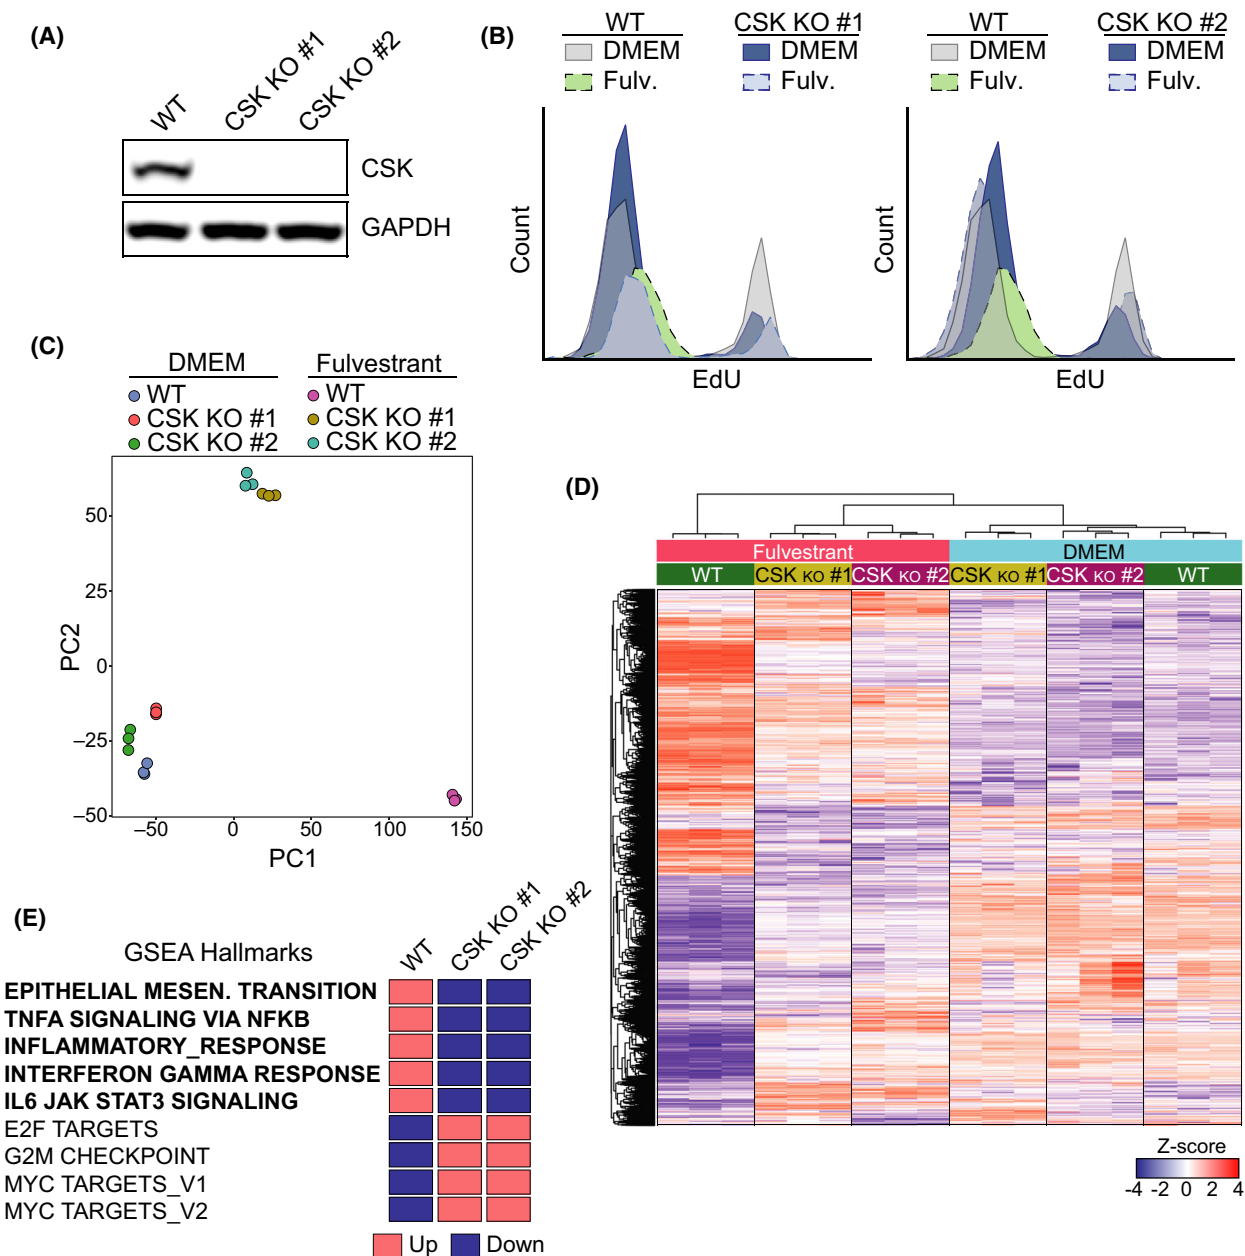 (A)
WT
CSK KO #1
CSK KO #2
CSK
GAPDH
(B)
WT
CSK KO #1
DMEM
DMEM
Fulv.
Fulv.
Count
EdU
WT
CSK KO #2
DMEM
DMEM
Fulv.
Fulv.
Count
EdU
(C)
DMEM
Fulvestrant
WT
WT
CSK KO #1
CSK KO #1
CSK KO #2
CSK KO #2
PC2
50
25
0
–25
–50
–50
0
50
100
150
PC1
(D)
Fulvestrant
DMEM
WT
CSK KO #1
CSK KO #2
CSK KO #1
CSK KO #2
WT
Z-score
-4 -2 0 2 4
(E)
GSEA Hallmarks
WT
CSK KO #1
CSK KO #2
EPITHELIAL MESEN. TRANSITION
TNFA SIGNALING VIA NFKB
INFLAMMATORY_RESPONSE
INTERFERON GAMMA RESPONSE
IL6 JAK STAT3 SIGNALING
E2F TARGETS
G2M CHECKPOINT
MYC TARGETS_V1
MYC TARGETS_V2
Up
Down